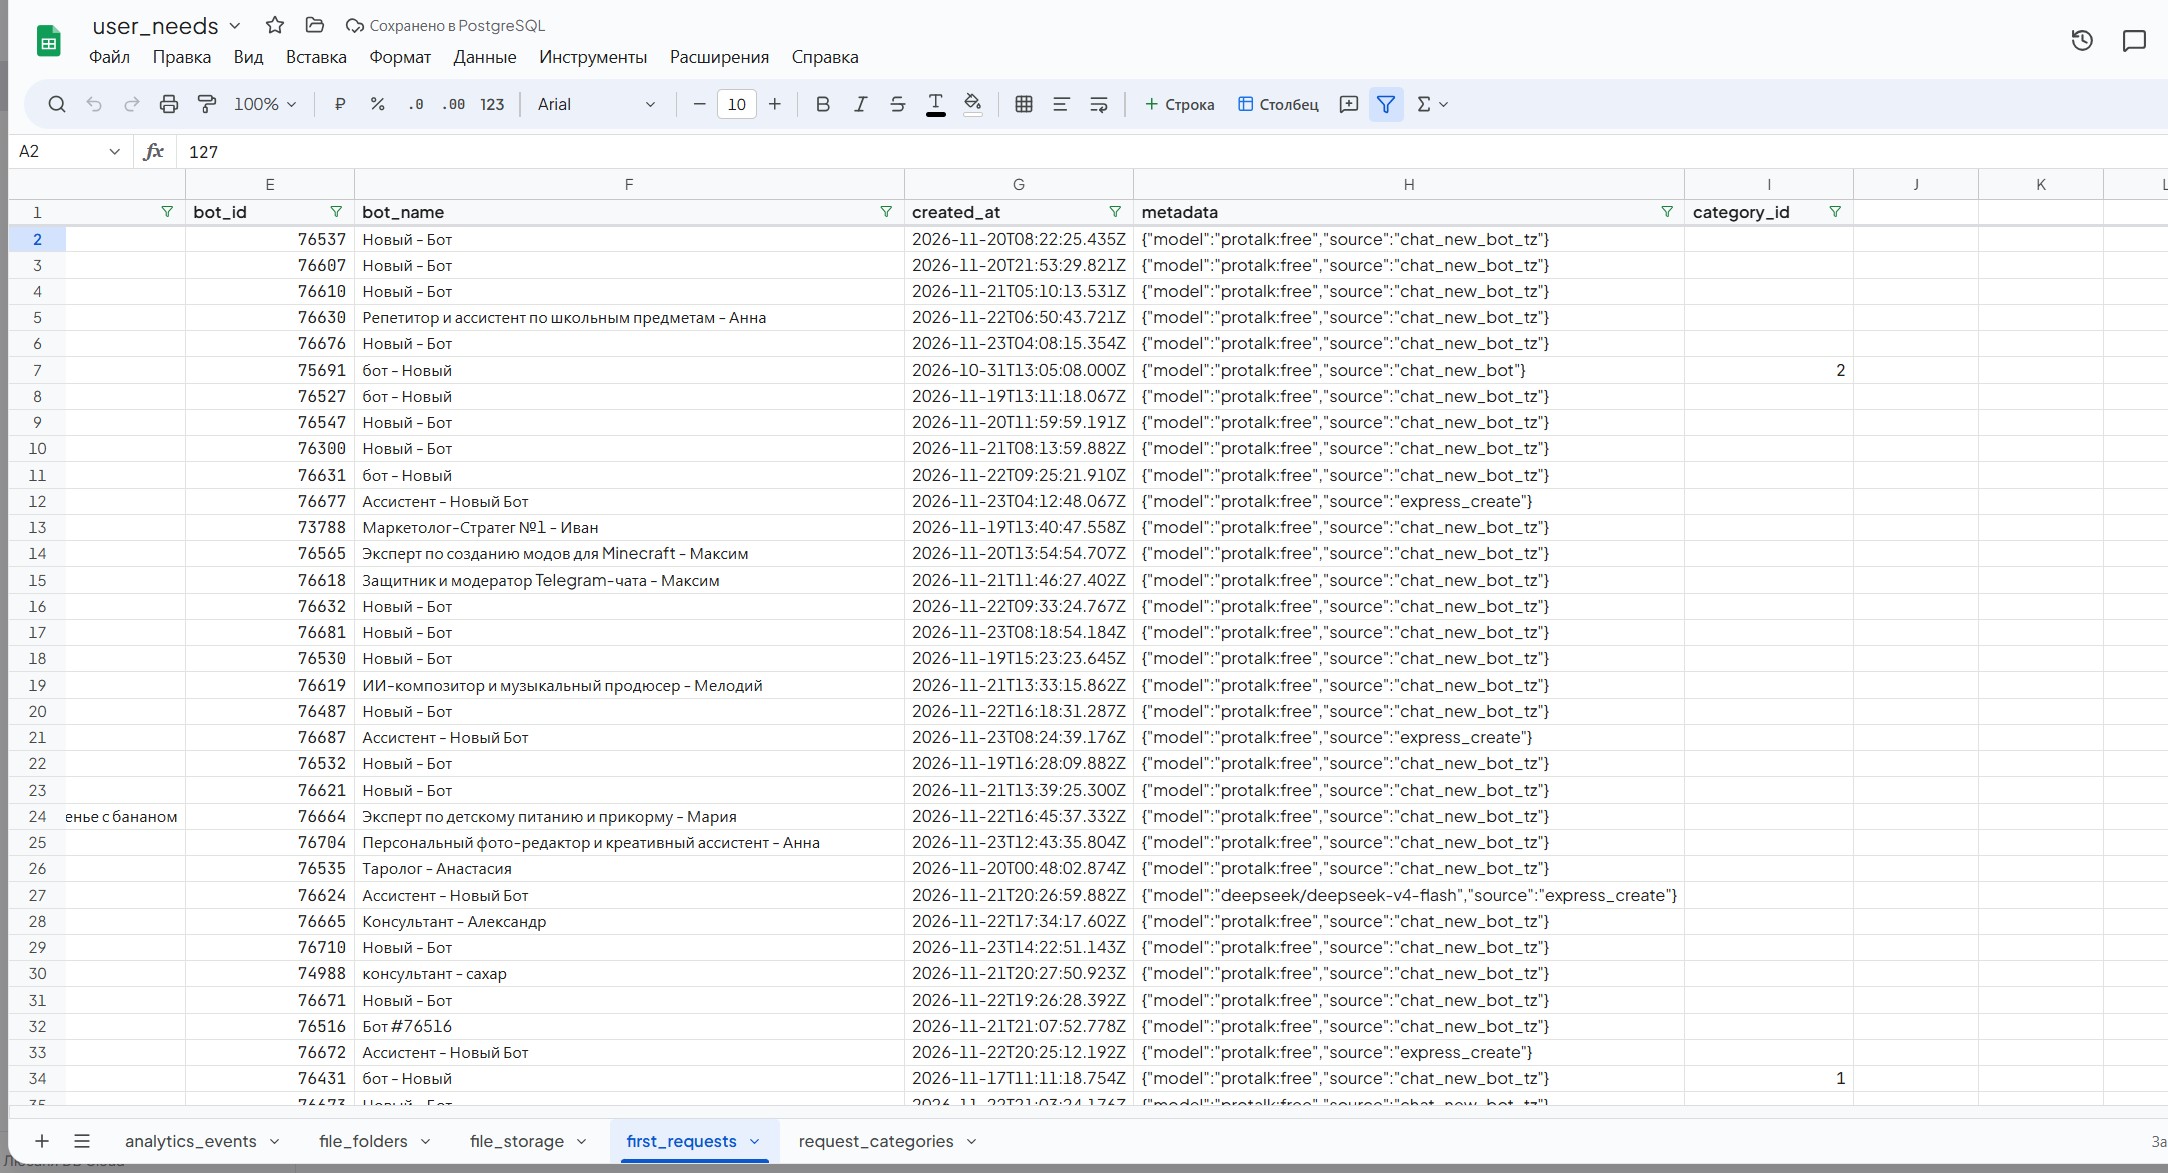 user_needs Сохранено в PostgreSQL
Файл Правка Вид Вставка Формат Данные Инструменты Расширения Справка
100% ₽ % .0 .00 123 Arial 10 B I S T Строка Столбец Σ
A2 fx 127
E F G H I J K L
1 bot_id bot_name created_at metadata category_id
2 76537 Новый - Бот 2026-11-20T08:22:25.435Z {"model":"protalk:free","source":"chat_new_bot_tz"}
3 76607 Новый - Бот 2026-11-20T21:53:29.821Z {"model":"protalk:free","source":"chat_new_bot_tz"}
4 76610 Новый - Бот 2026-11-21T05:10:13.531Z {"model":"protalk:free","source":"chat_new_bot_tz"}
5 76630 Репетитор и ассистент по школьным предметам - Анна 2026-11-22T06:50:43.721Z {"model":"protalk:free","source":"chat_new_bot_tz"}
6 76676 Новый - Бот 2026-11-23T04:08:15.354Z {"model":"protalk:free","source":"chat_new_bot_tz"}
7 75691 бот - Новый 2026-10-31T13:05:08.000Z {"model":"protalk:free","source":"chat_new_bot"} 2
8 76527 бот - Новый 2026-11-19T13:11:18.067Z {"model":"protalk:free","source":"chat_new_bot_tz"}
9 76547 Новый - Бот 2026-11-20T11:59:59.191Z {"model":"protalk:free","source":"chat_new_bot_tz"}
10 76300 Новый - Бот 2026-11-21T08:13:59.882Z {"model":"protalk:free","source":"chat_new_bot_tz"}
11 76631 бот - Новый 2026-11-22T09:25:21.910Z {"model":"protalk:free","source":"chat_new_bot_tz"}
12 76677 Ассистент - Новый Бот 2026-11-23T04:12:48.067Z {"model":"protalk:free","source":"express_create"}
13 73788 Маркетолог-Стратег №1 - Иван 2026-11-19T13:40:47.558Z {"model":"protalk:free","source":"chat_new_bot_tz"}
14 76565 Эксперт по созданию модов для Minecraft - Максим 2026-11-20T13:54:54.707Z {"model":"protalk:free","source":"chat_new_bot_tz"}
15 76618 Защитник и модератор Telegram-чата - Максим 2026-11-21T11:46:27.402Z {"model":"protalk:free","source":"chat_new_bot_tz"}
16 76632 Новый - Бот 2026-11-22T09:33:24.767Z {"model":"protalk:free","source":"chat_new_bot_tz"}
17 76681 Новый - Бот 2026-11-23T08:18:54.184Z {"model":"protalk:free","source":"chat_new_bot_tz"}
18 76530 Новый - Бот 2026-11-19T15:23:23.645Z {"model":"protalk:free","source":"chat_new_bot_tz"}
19 76619 ИИ-композитор и музыкальный продюсер - Мелодий 2026-11-21T13:33:15.862Z {"model":"protalk:free","source":"chat_new_bot_tz"}
20 76487 Новый - Бот 2026-11-22T16:18:31.287Z {"model":"protalk:free","source":"chat_new_bot_tz"}
21 76687 Ассистент - Новый Бот 2026-11-23T08:24:39.176Z {"model":"protalk:free","source":"express_create"}
22 76532 Новый - Бот 2026-11-19T16:28:09.882Z {"model":"protalk:free","source":"chat_new_bot_tz"}
23 76621 Новый - Бот 2026-11-21T13:39:25.300Z {"model":"protalk:free","source":"chat_new_bot_tz"}
24 енье с бананом 76664 Эксперт по детскому питанию и прикорму - Мария 2026-11-22T16:45:37.332Z {"model":"protalk:free","source":"chat_new_bot_tz"}
25 76704 Персональный фото-редактор и креативный ассистент - Анна 2026-11-23T12:43:35.804Z {"model":"protalk:free","source":"chat_new_bot_tz"}
26 76535 Таролог - Анастасия 2026-11-20T00:48:02.874Z {"model":"protalk:free","source":"chat_new_bot_tz"}
27 76624 Ассистент - Новый Бот 2026-11-21T20:26:59.882Z {"model":"deepseek/deepseek-v4-flash","source":"express_create"}
28 76665 Консультант - Александр 2026-11-22T17:34:17.602Z {"model":"protalk:free","source":"chat_new_bot_tz"}
29 76710 Новый - Бот 2026-11-23T14:22:51.143Z {"model":"protalk:free","source":"chat_new_bot_tz"}
30 74988 консультант - сахар 2026-11-21T20:27:50.923Z {"model":"protalk:free","source":"chat_new_bot_tz"}
31 76671 Новый - Бот 2026-11-22T19:26:28.392Z {"model":"protalk:free","source":"chat_new_bot_tz"}
32 76516 Бот #76516 2026-11-21T21:07:52.778Z {"model":"protalk:free","source":"chat_new_bot_tz"}
33 76672 Ассистент - Новый Бот 2026-11-22T20:25:12.192Z {"model":"protalk:free","source":"express_create"}
34 76431 бот - Новый 2026-11-17T11:11:18.754Z {"model":"protalk:free","source":"chat_new_bot_tz"} 1
35 76673 Новый - Бот 2026-11-22T21:03:24.176Z {"model":"protalk:free","source":"chat_new_bot_tz"}
analytics_events file_folders file_storage first_requests request_categories За